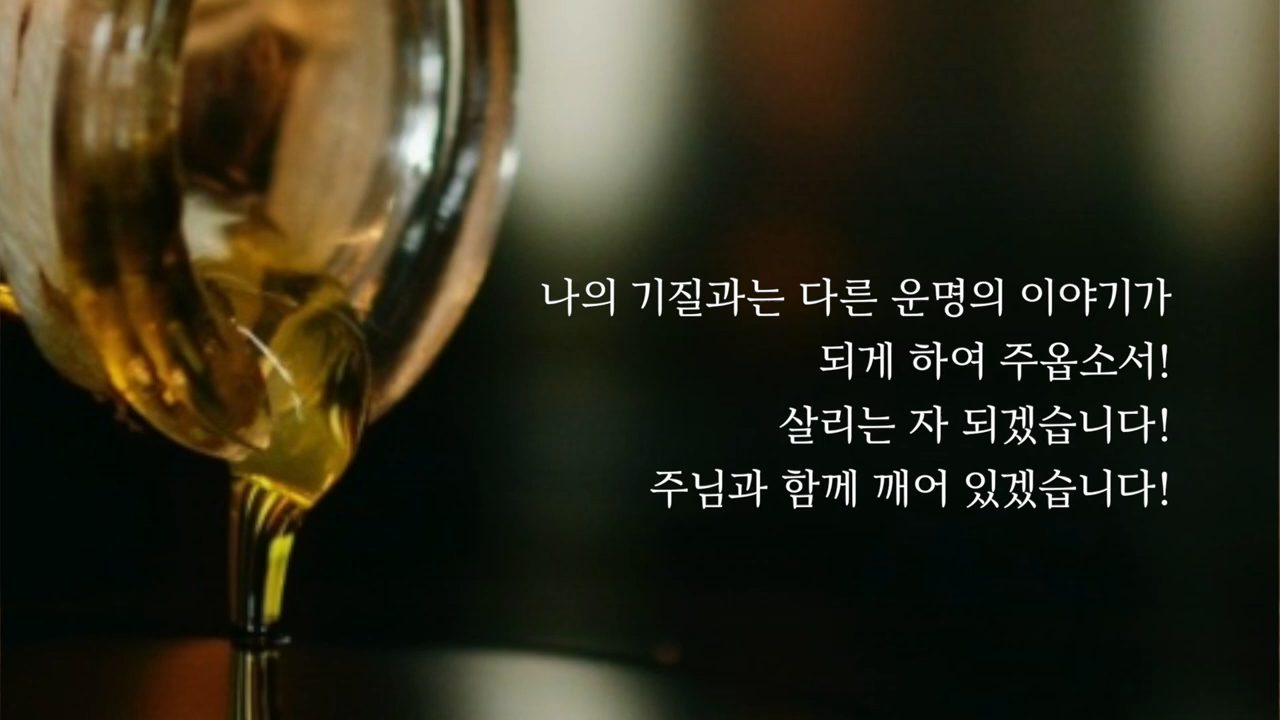 나의 기질과는 다른 운명의 이야기가
되게 하여 주옵소서!
살리는 자 되겠습니다!
주님과 함께 깨어 있겠습니다!